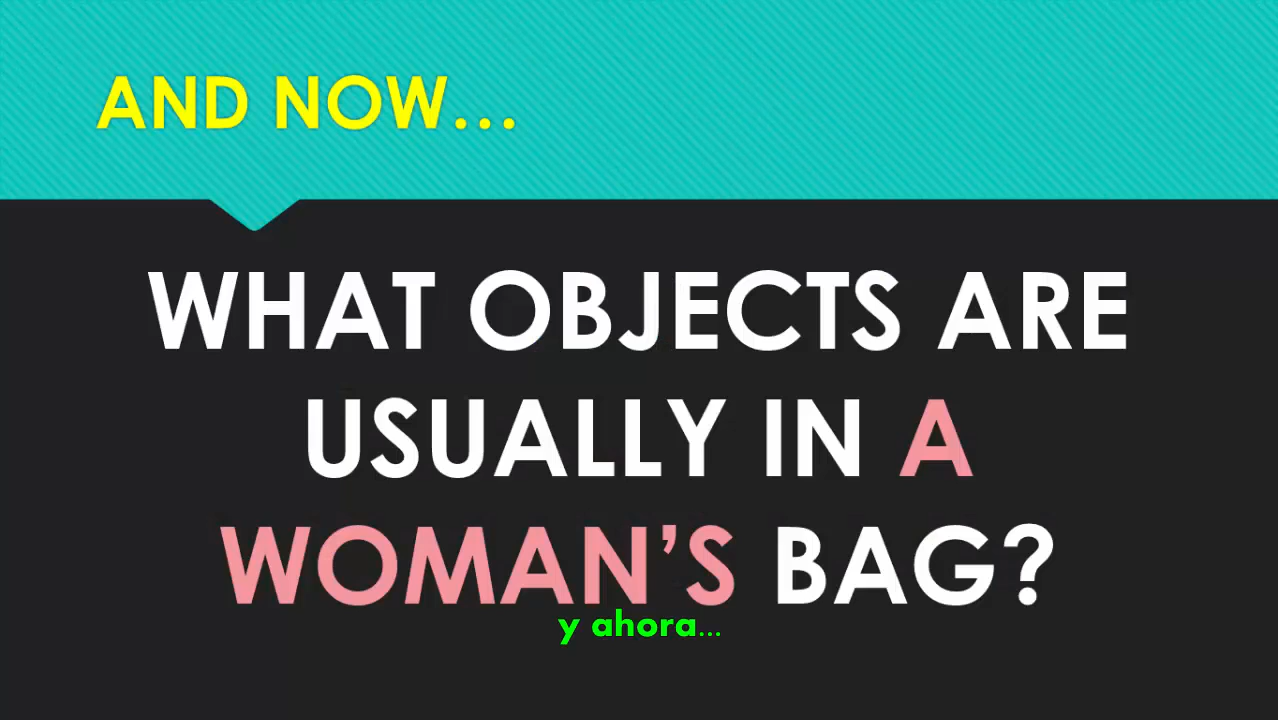 AND NOW...
WHAT OBJECTS ARE
USUALLY IN A
WOMAN’S BAG?
y ahora...